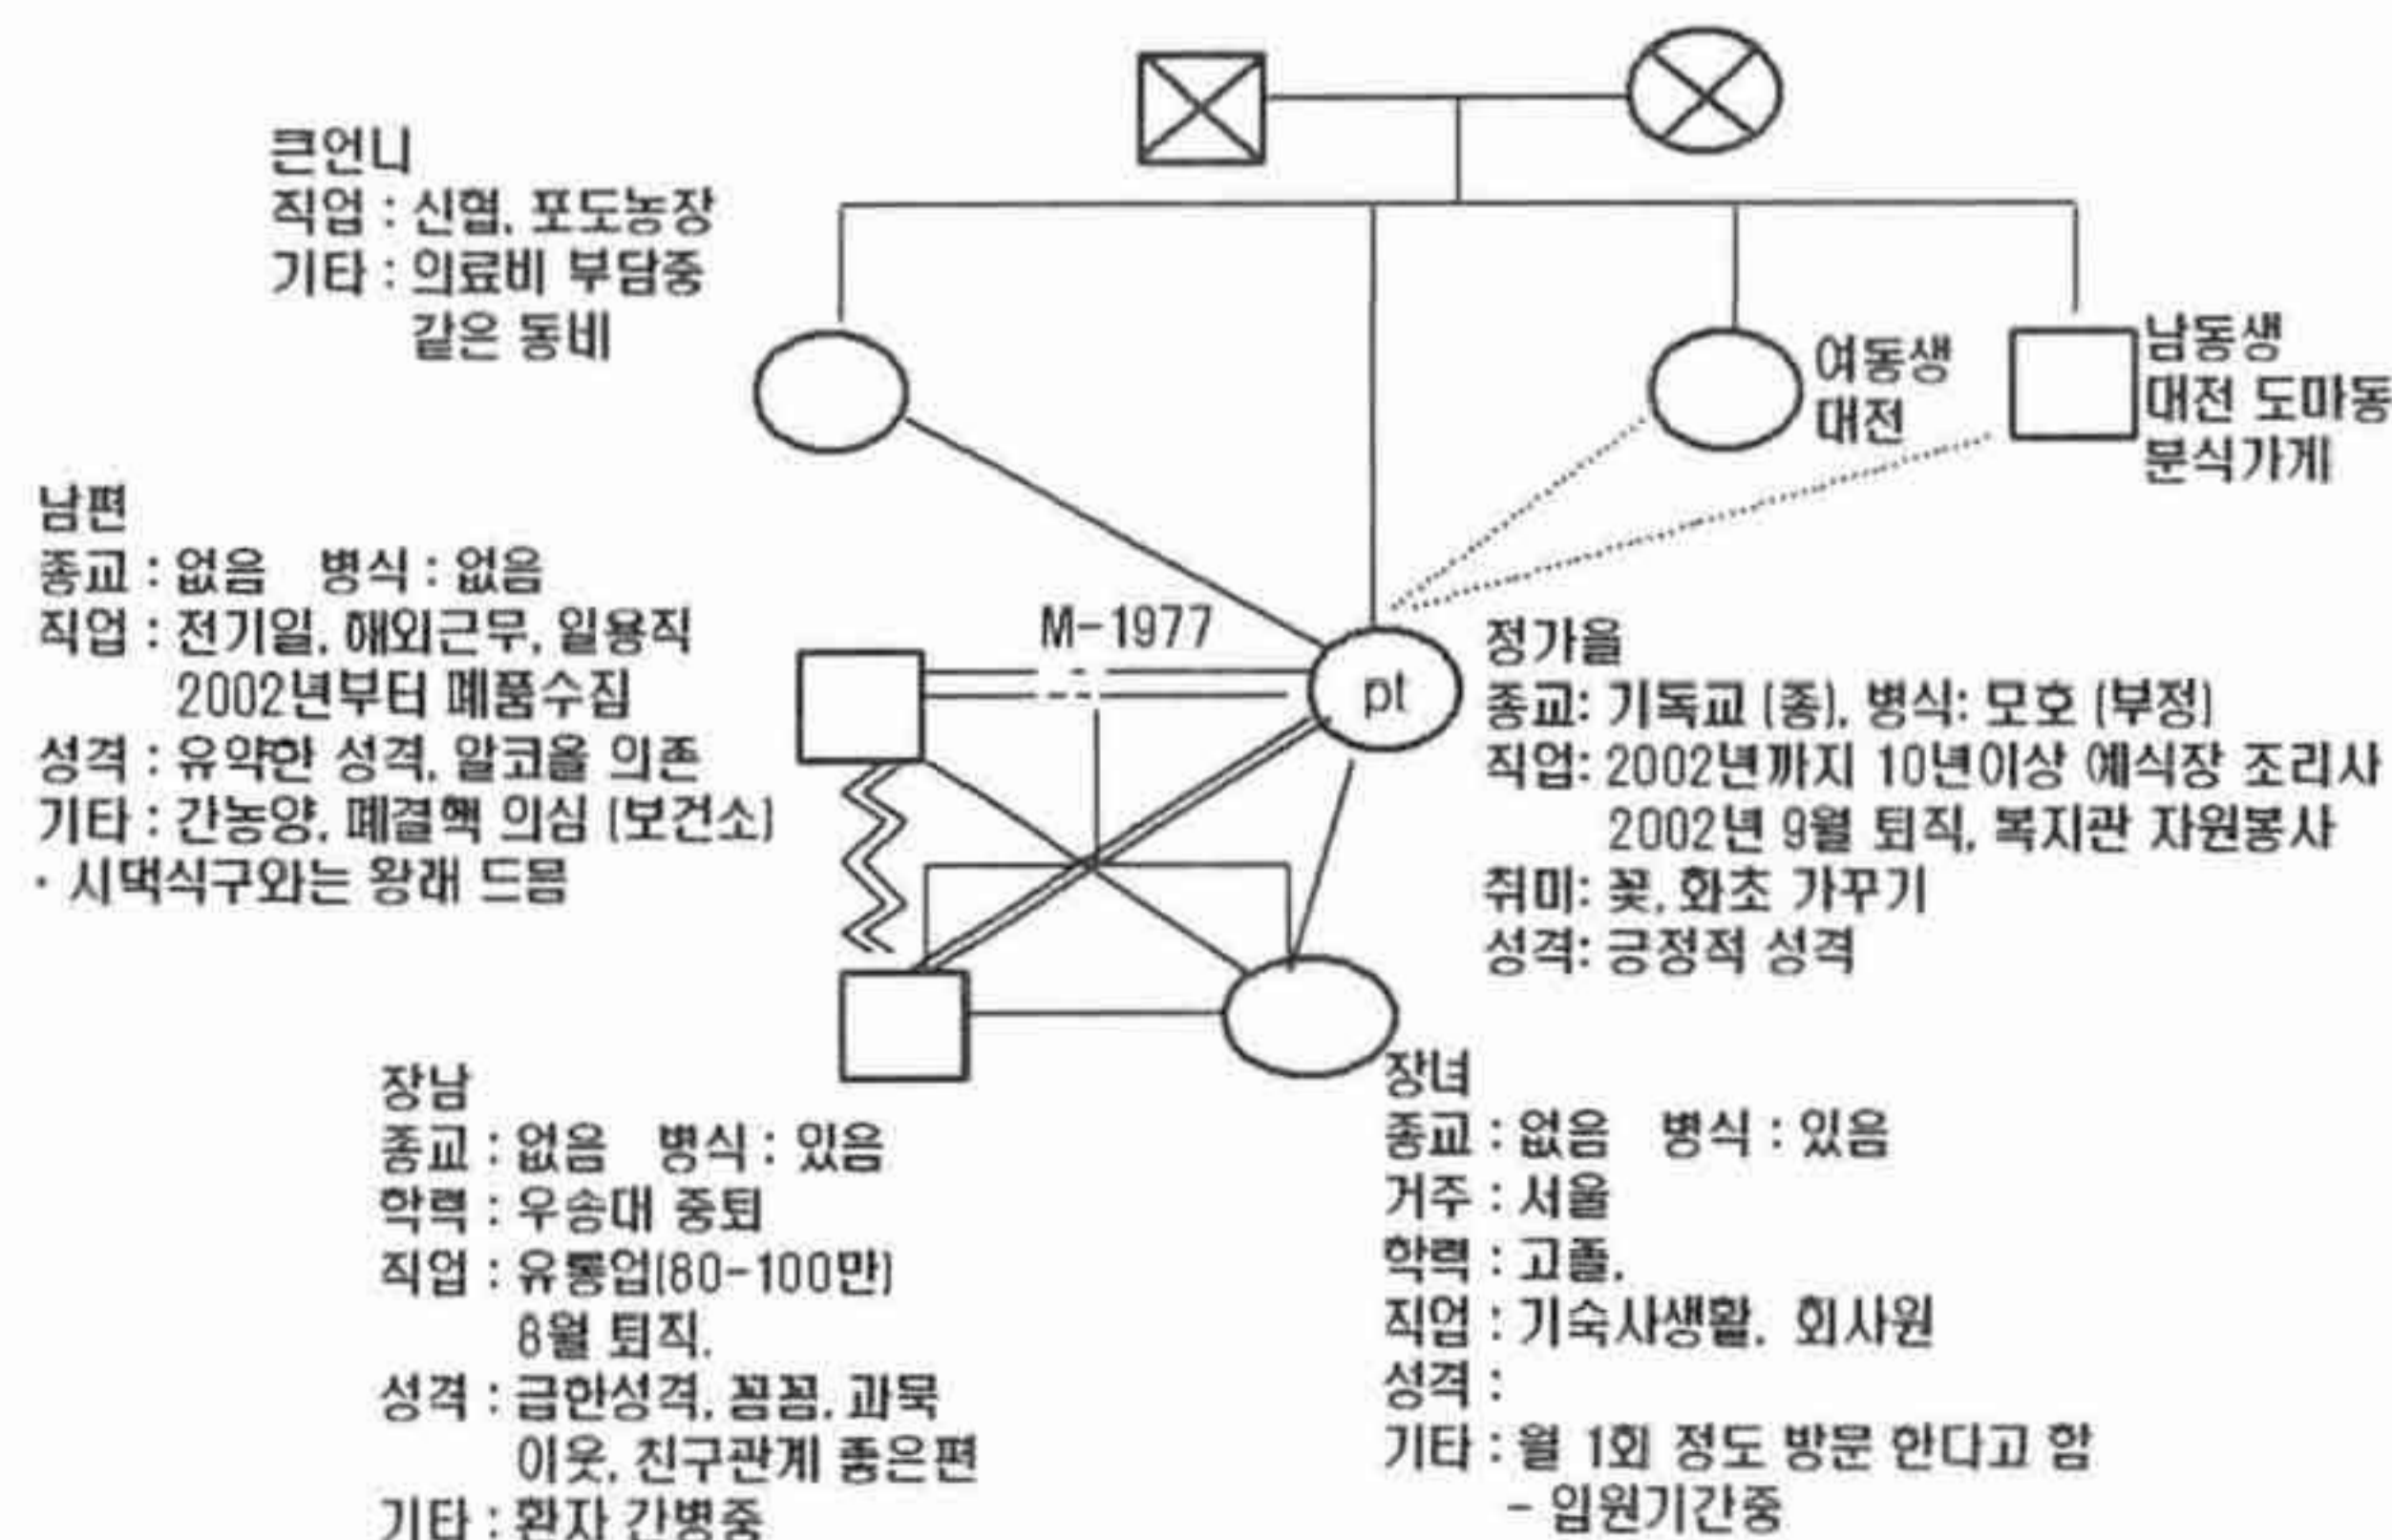 큰언니
직업 : 신협, 포도농장
기타 : 의료비 부담중
같은 동네
여동생
대전
남동생
대전 도마동
분식가게
남편
종교 : 없음 병식 : 없음
직업 : 전기일, 해외근무, 일용직
2002년부터 폐품수집
성격 : 유약한 성격, 알코올 의존
기타 : 간농양, 폐결핵 의심 (보건소)
· 시댁식구와는 왕래 드뭄
M-1977
pt
정가을
종교: 기독교 (종), 병식: 모호 (부정)
직업: 2002년까지 10년이상 예식장 조리사
2002년 9월 퇴직, 복지관 자원봉사
취미: 꽃, 화초 가꾸기
성격: 긍정적 성격
장남
종교 : 없음 병식 : 있음
학력 : 우송대 중퇴
직업 : 유통업(80-100만)
8월 퇴직.
성격 : 급한성격, 꼼꼼, 과묵
이웃, 친구관계 좋은편
기타 : 환자 간병중
장녀
종교 : 없음 병식 : 있음
거주 : 서울
학력 : 고졸,
직업 : 기숙사생활, 회사원
성격 :
기타 : 월 1회 정도 방문 한다고 함
- 입원기간중